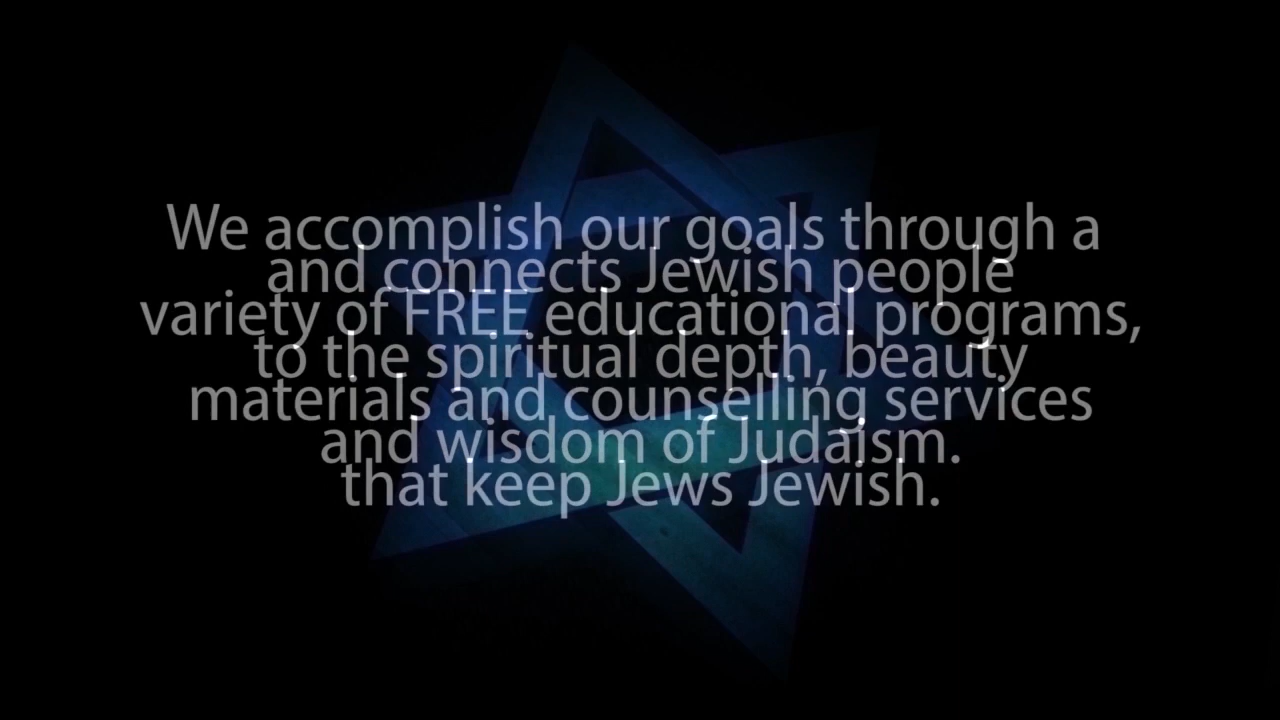 We accomplish our goals through a
and connects Jewish people
variety of FREE educational programs,
to the spiritual depth, beauty
materials and counselling services
and wisdom of Judaism.
that keep Jews Jewish.